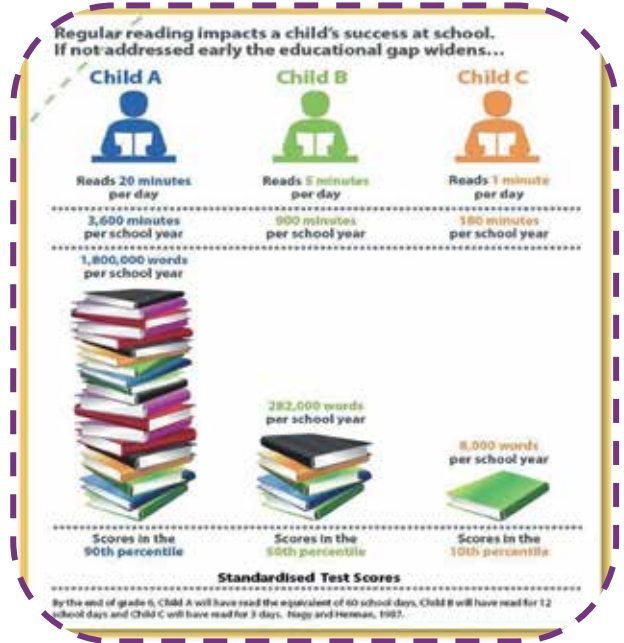 Regular reading impacts a child's success at school.
If not addressed early the educational gap widens...
Child A
Child B
Child C
Reads 20 minutes
per day
Reads 5 minutes
per day
Reads 1 minute
per day
3,600 minutes
per school year
900 minutes
per school year
180 minutes
per school year
1,800,000 words
per school year
282,000 words
per school year
8,000 words
per school year
Scores in the
90th percentile
Scores in the
percentile
Scores in the
10th percentile
Standardised Test Scores
By the end of grade 6, Child A will have read the equivalent of 60 school days, Child B will have read for 12
school days and Child C will have read for 3 days. Nagy and Herman, 1987.